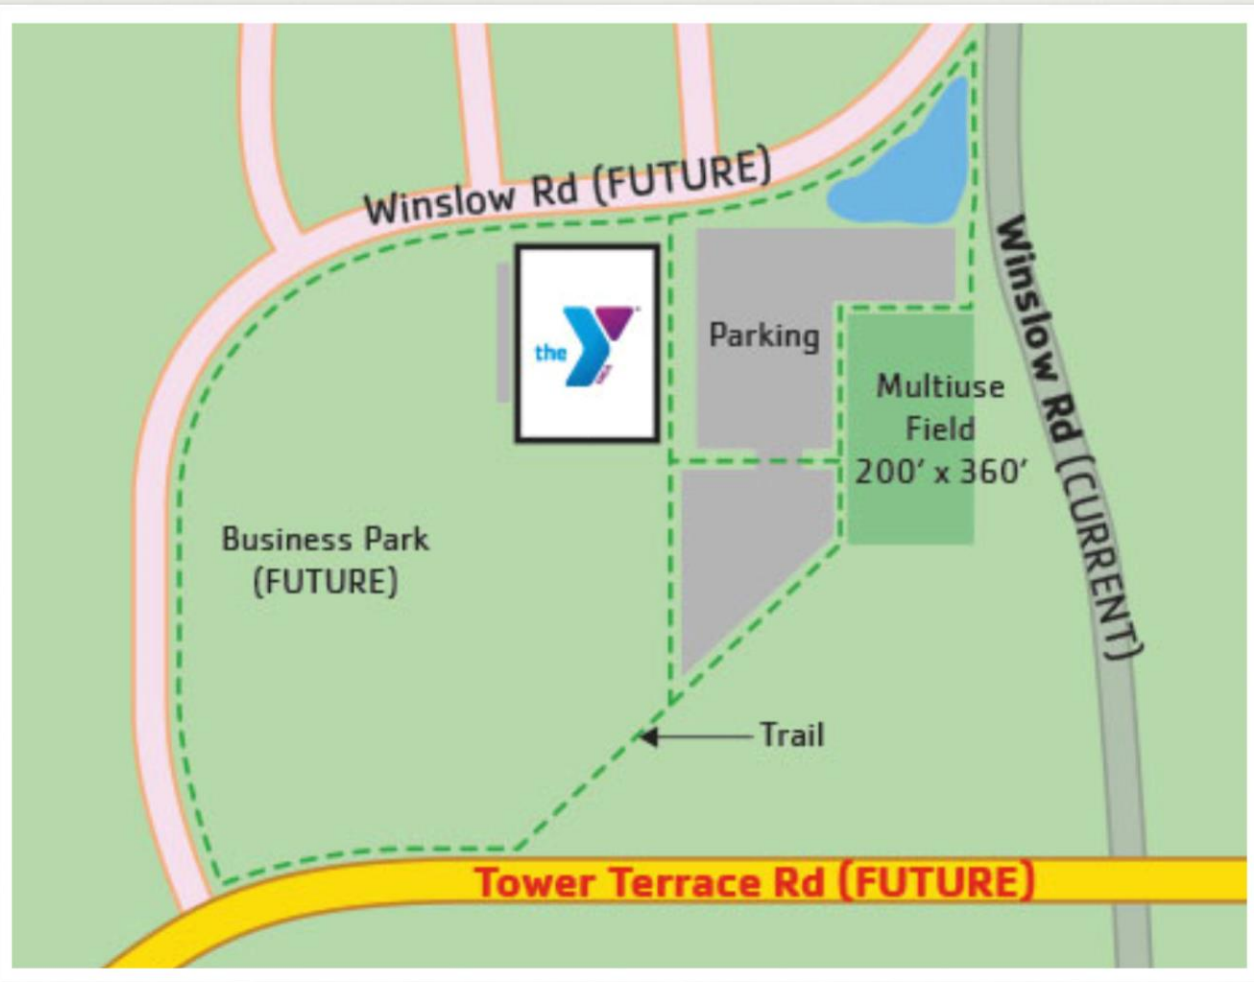 Winslow Rd (FUTURE)
the
Parking
Multiuse
Field
200' x 360'
Winslow Rd (CURRENT)
Business Park
(FUTURE)
Trail
Tower Terrace Rd (FUTURE)